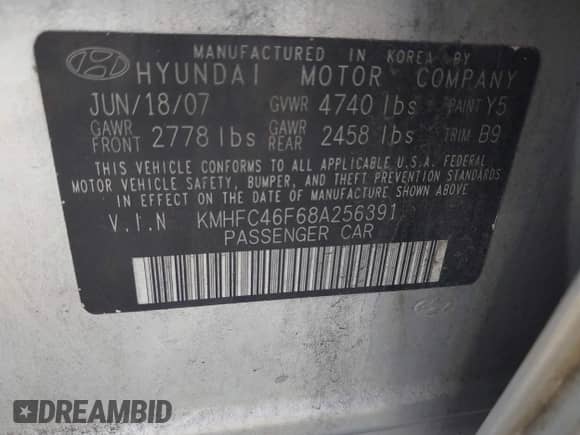 MANUFACTURED IN KOREA BY
HYUNDAI MOTOR COMPANY
JUN/18/07 GVWR 4740 lbs PAINT Y5
GAWR FRONT 2778 lbs GAWR REAR 2458 lbs TRIM B9
THIS VEHICLE CONFORMS TO ALL APPLICABLE U.S.A. FEDERAL
MOTOR VEHICLE SAFETY, BUMPER, AND THEFT PREVENTION STANDARDS
IN EFFECT ON THE DATE OF MANUFACTURE SHOWN ABOVE
V.I.N KMHFC46F68A256391
PASSENGER CAR
DREAMBID